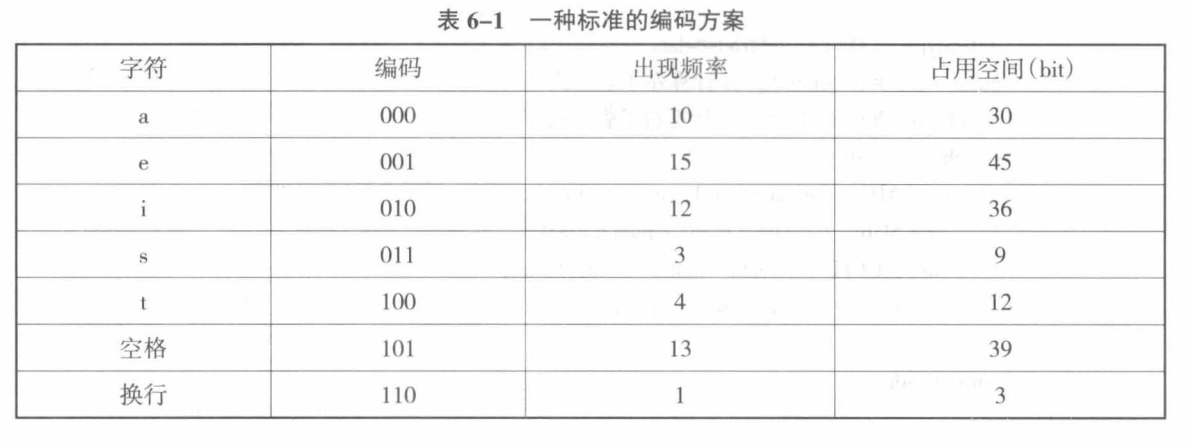 表 6-1 一种标准的编码方案
字符 编码 出现频率 占用空间(bit)
a 000 10 30
e 001 15 45
i 010 12 36
s 011 3 9
t 100 4 12
空格 101 13 39
换行 110 1 3